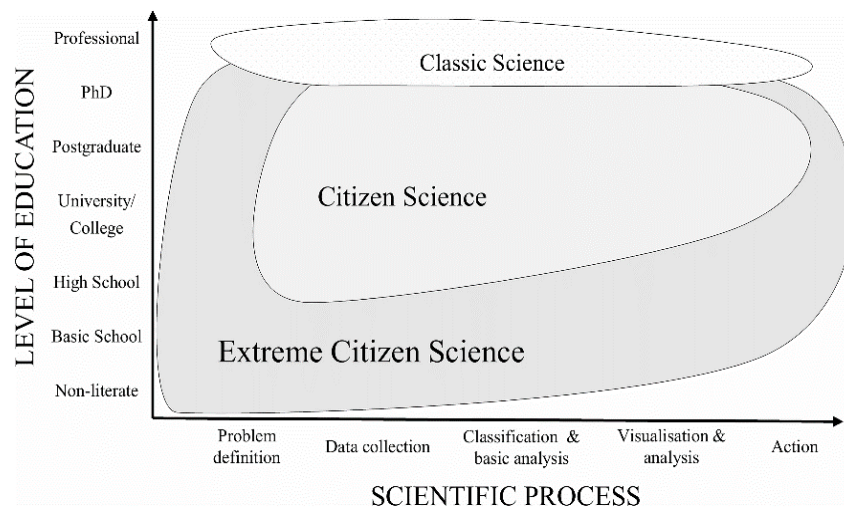 LEVEL OF EDUCATION
Professional
PhD
Postgraduate
University/
College
High School
Basic School
Non-literate
Classic Science
Citizen Science
Extreme Citizen Science
Problem
definition
Data collection
Classification &
basic analysis
Visualisation &
analysis
Action
SCIENTIFIC PROCESS